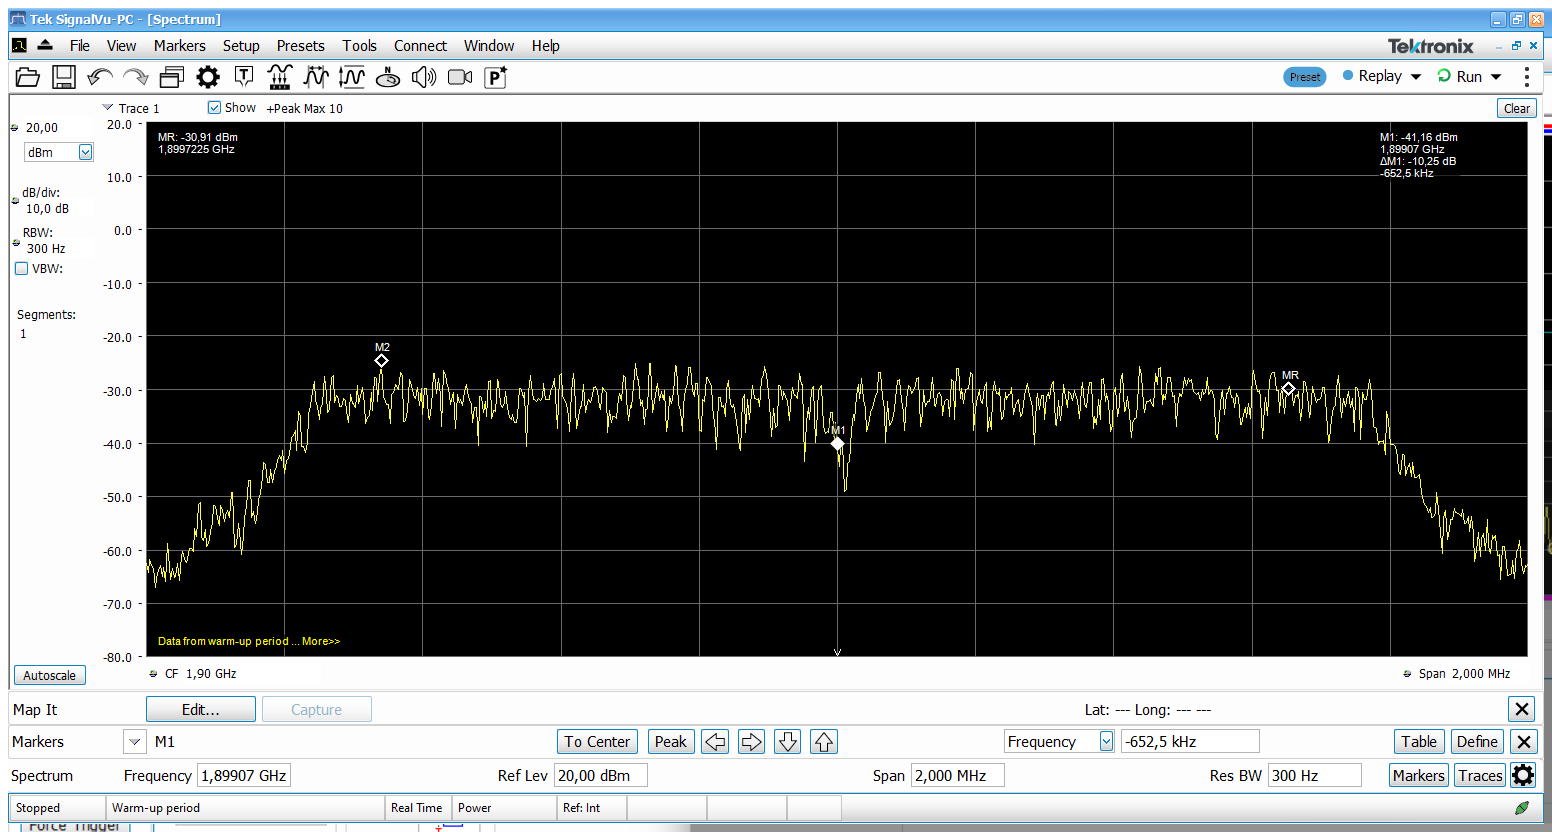 Tek SignalVu-PC - [Spectrum]
File View Markers Setup Presets Tools Connect Window Help
Tektronix
Preset Replay Run
Trace 1 Show +Peak Max 10 Clear
20,00
dBm
dB/div:
10,0 dB
RBW:
300 Hz
VBW:
Segments:
1
Autoscale
20.0
10.0
0.0
-10.0
-20.0
-30.0
-40.0
-50.0
-60.0
-70.0
-80.0
MR: -30,91 dBm
1,8997225 GHz
M1: -41,16 dBm
1,89907 GHz
ΔM1: -10,25 dB
-652,5 kHz
M2
MR
M1
Data from warm-up period ... More>>
CF 1,90 GHz Span 2,000 MHz
Map It Edit... Capture Lat: --- Long: --- ---
Markers M1 To Center Peak Frequency -652,5 kHz Table Define
Spectrum Frequency 1,89907 GHz Ref Lev 20,00 dBm Span 2,000 MHz Res BW 300 Hz Markers Traces
Stopped Warm-up period Real Time Power Ref: Int
Force Trigger